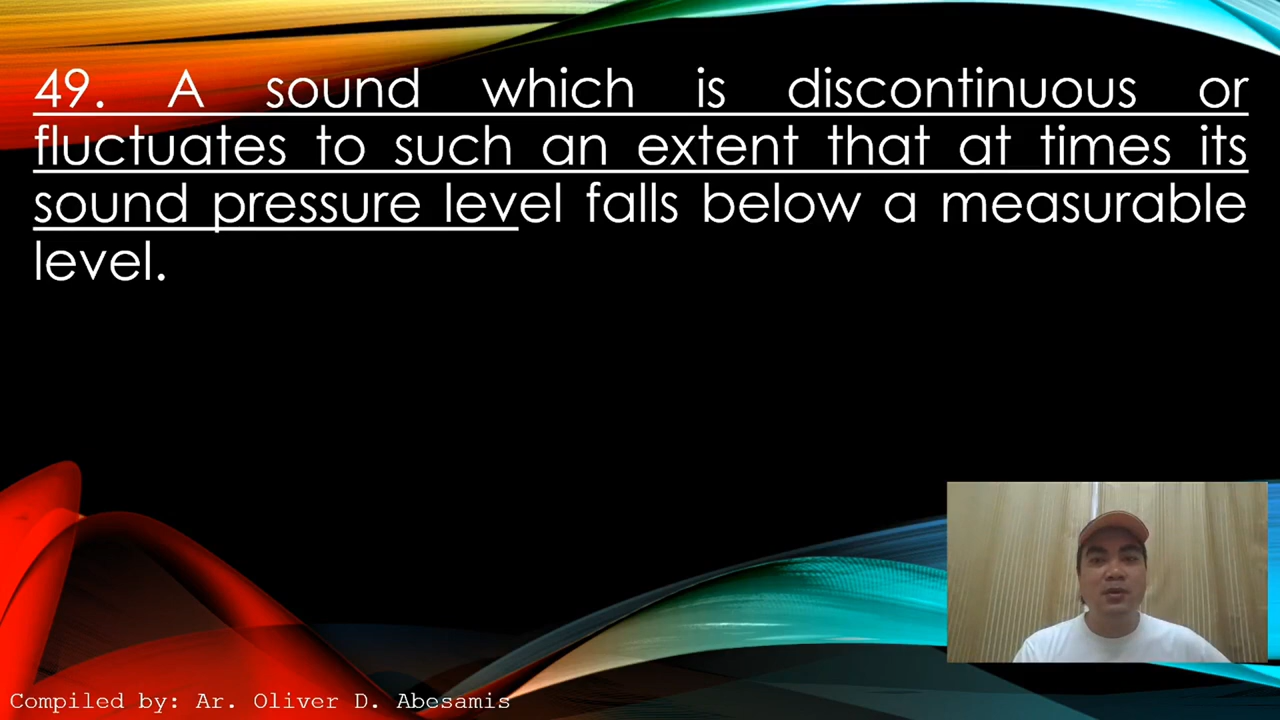 49. A sound which is discontinuous or
fluctuates to such an extent that at times its
sound pressure level falls below a measurable
level.
Compiled by: Ar. Oliver D. Abesamis